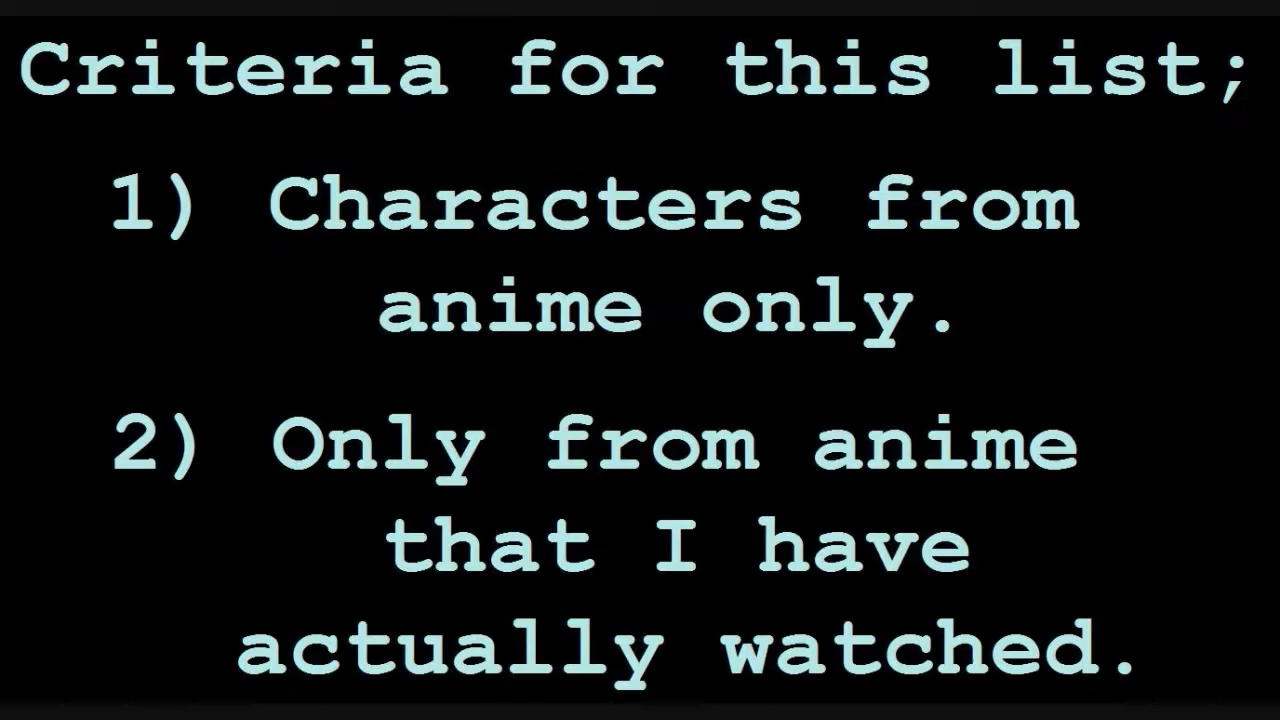 Criteria for this list;
1) Characters from
anime only.
2) Only from anime
that I have
actually watched.